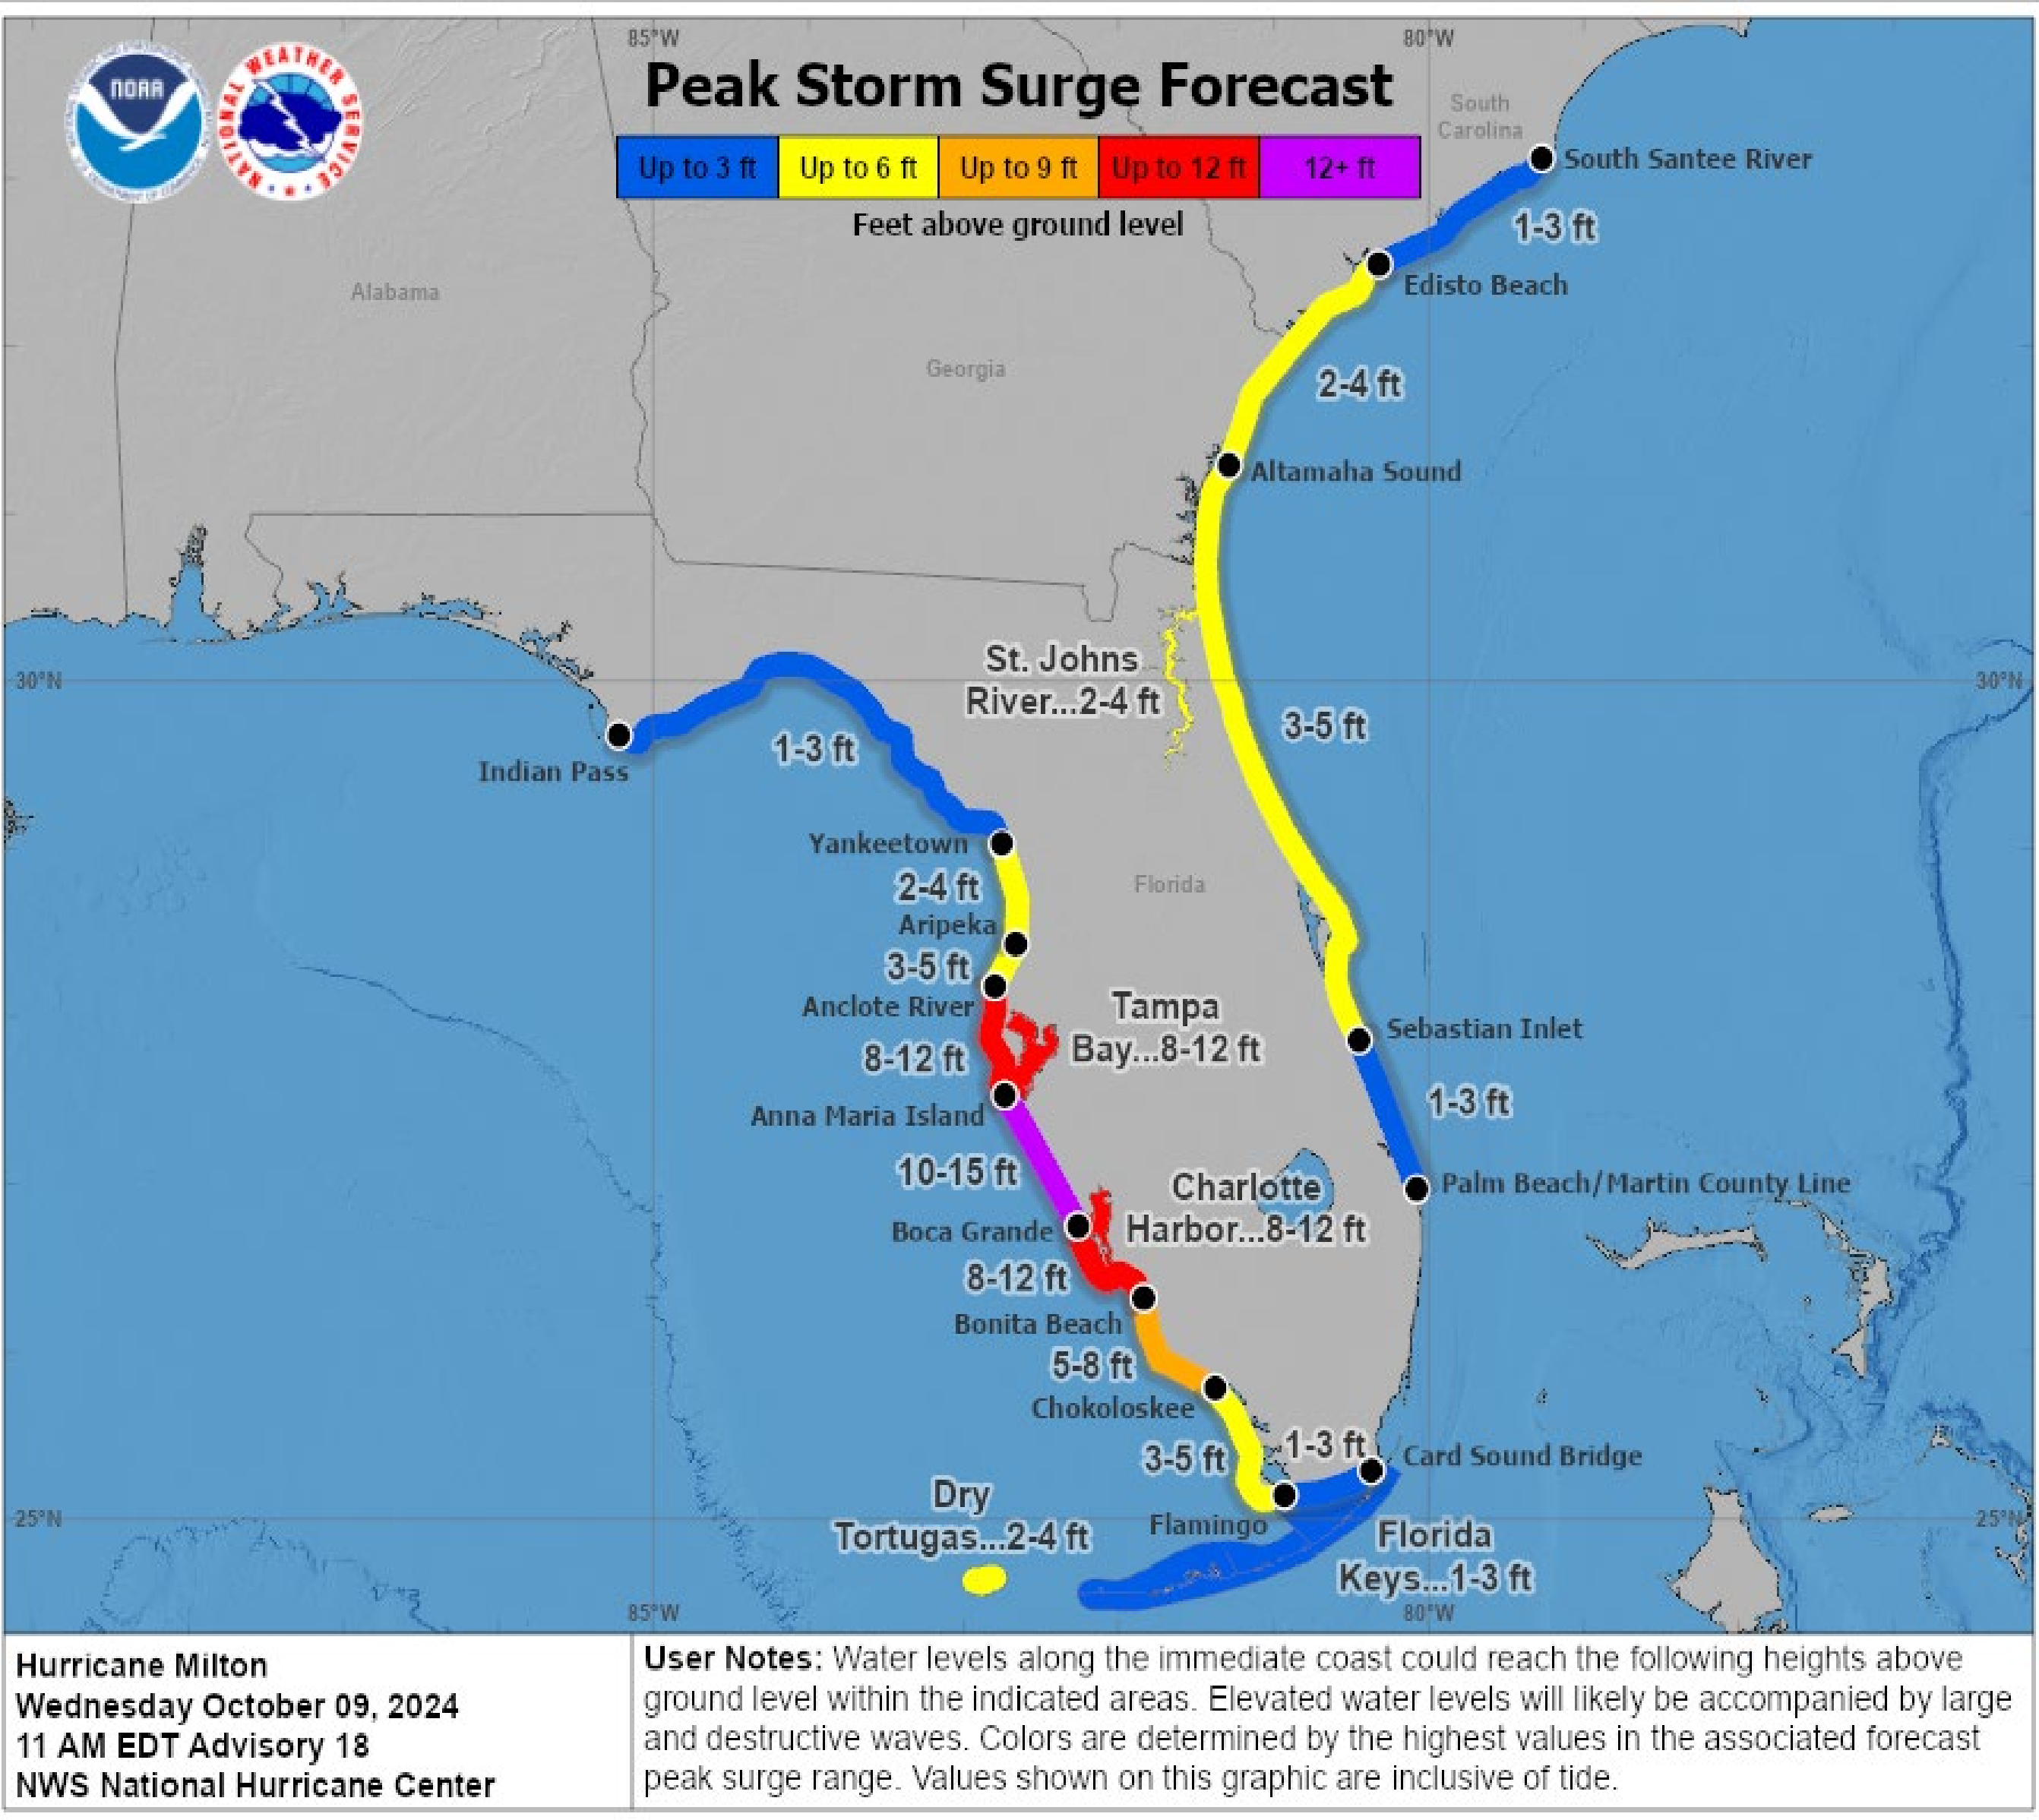 85°W
80°W
NOAA
NATIONAL WEATHER SERVICE
Peak Storm Surge Forecast
Up to 3 ft
Up to 6 ft
Up to 9 ft
Up to 12 ft
12+ ft
Feet above ground level
South
Carolina
South Santee River
1-3 ft
Edisto Beach
Alabama
Georgia
2-4 ft
Altamaha Sound
St. Johns
River...2-4 ft
30°N
30°N
3-5 ft
Indian Pass
1-3 ft
Yankeetown
2-4 ft
Florida
Aripeka
3-5 ft
Anclote River
Tampa
Bay...8-12 ft
Sebastian Inlet
8-12 ft
1-3 ft
Anna Maria Island
10-15 ft
Charlotte
Harbor...8-12 ft
Palm Beach/Martin County Line
Boca Grande
8-12 ft
Bonita Beach
5-8 ft
Chokoloskee
3-5 ft
1-3 ft
Card Sound Bridge
Dry
Tortugas...2-4 ft
Flamingo
25°N
25°N
Florida
Keys...1-3 ft
85°W
80°W
Hurricane Milton
Wednesday October 09, 2024
11 AM EDT Advisory 18
NWS National Hurricane Center
User Notes: Water levels along the immediate coast could reach the following heights above
ground level within the indicated areas. Elevated water levels will likely be accompanied by large
and destructive waves. Colors are determined by the highest values in the associated forecast
peak surge range. Values shown on this graphic are inclusive of tide.